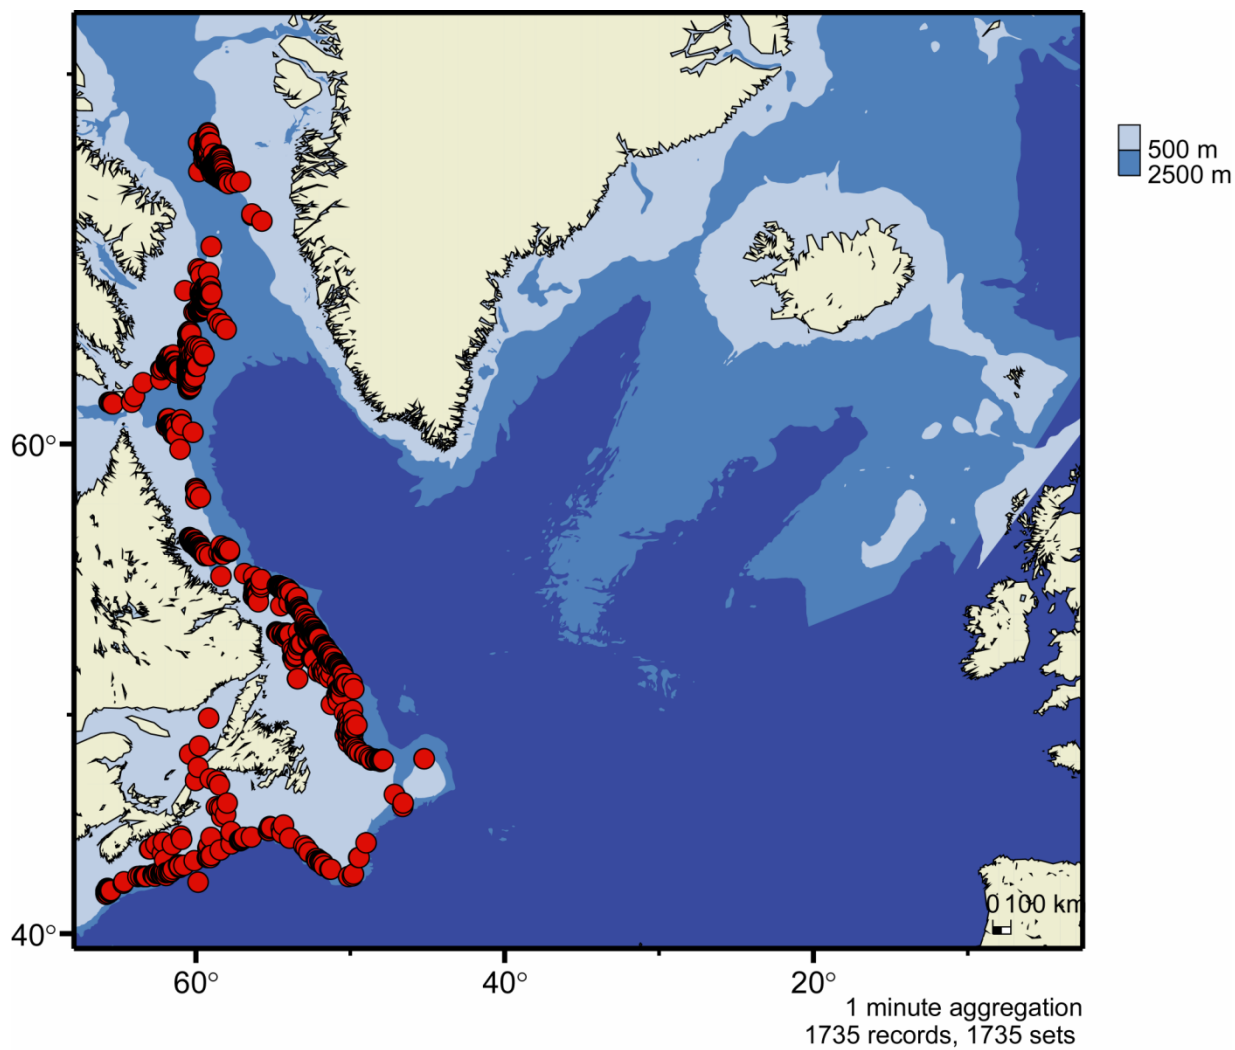 500 m
2500 m
60°
40°
0 100 km
60°
40°
20°
1 minute aggregation
1735 records, 1735 sets